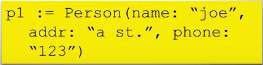 p1 := Person(name: “joe”,
addr: “a st.”, phone:
“123”)